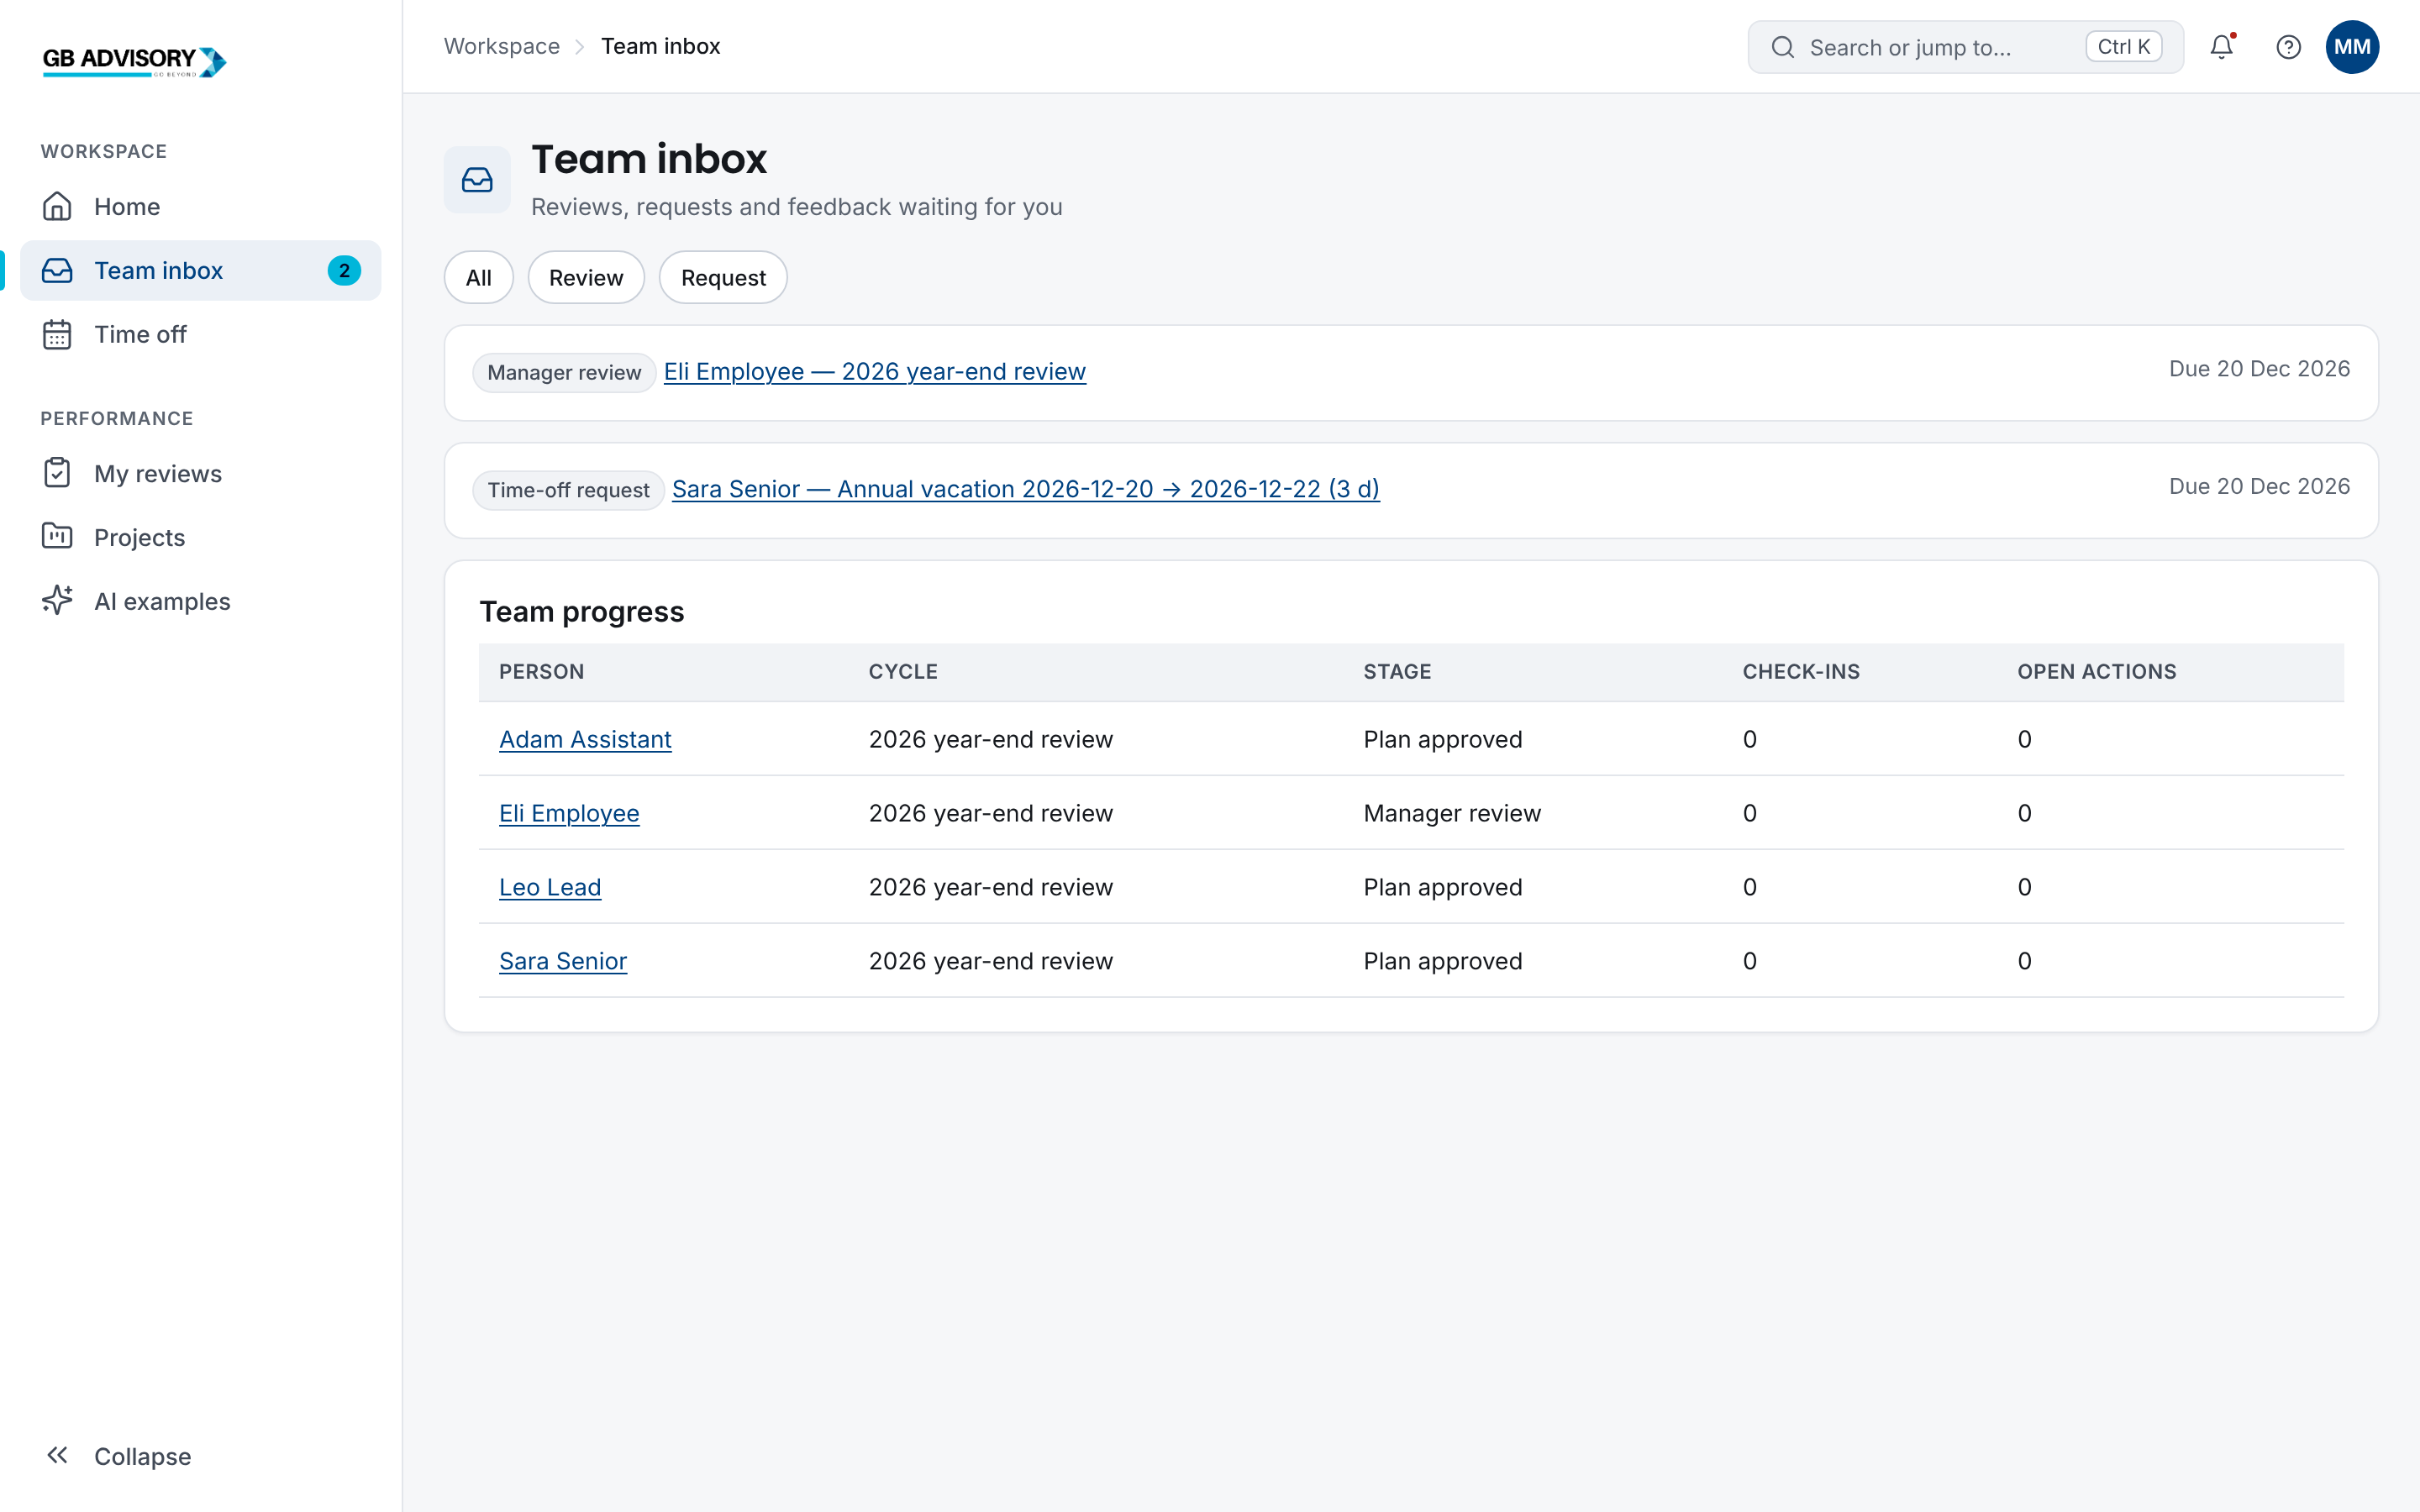 GB ADVISORY
GO BEYOND
WORKSPACE
Home
Team inbox 2
Time off
PERFORMANCE
My reviews
Projects
AI examples
Collapse
Workspace > Team inbox
Search or jump to... Ctrl K
MM
Team inbox
Reviews, requests and feedback waiting for you
All Review Request
Manager review Eli Employee — 2026 year-end review Due 20 Dec 2026
Time-off request Sara Senior — Annual vacation 2026-12-20 → 2026-12-22 (3 d) Due 20 Dec 2026
Team progress
PERSON CYCLE STAGE CHECK-INS OPEN ACTIONS
Adam Assistant 2026 year-end review Plan approved 0 0
Eli Employee 2026 year-end review Manager review 0 0
Leo Lead 2026 year-end review Plan approved 0 0
Sara Senior 2026 year-end review Plan approved 0 0